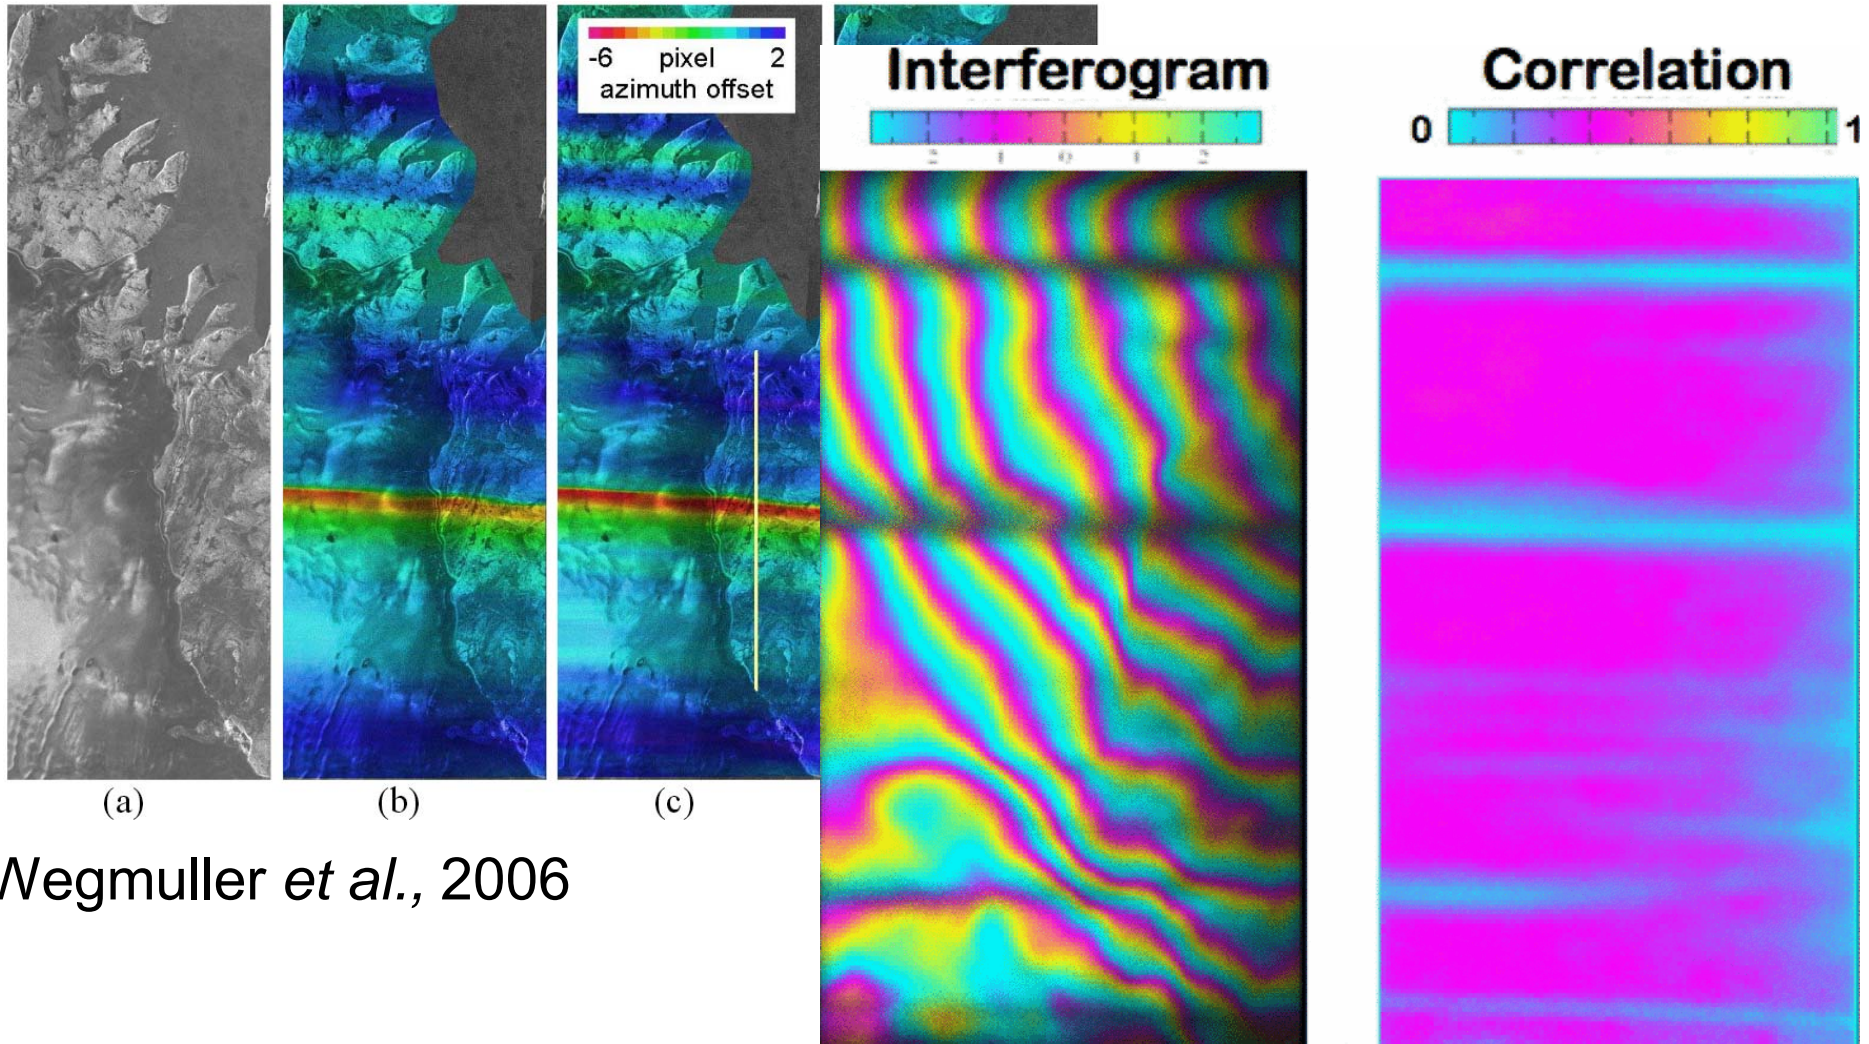 -6 pixel 2
azimuth offset
Interferogram
Correlation
0 1
(a) (b) (c)
Wegmuller et al., 2006